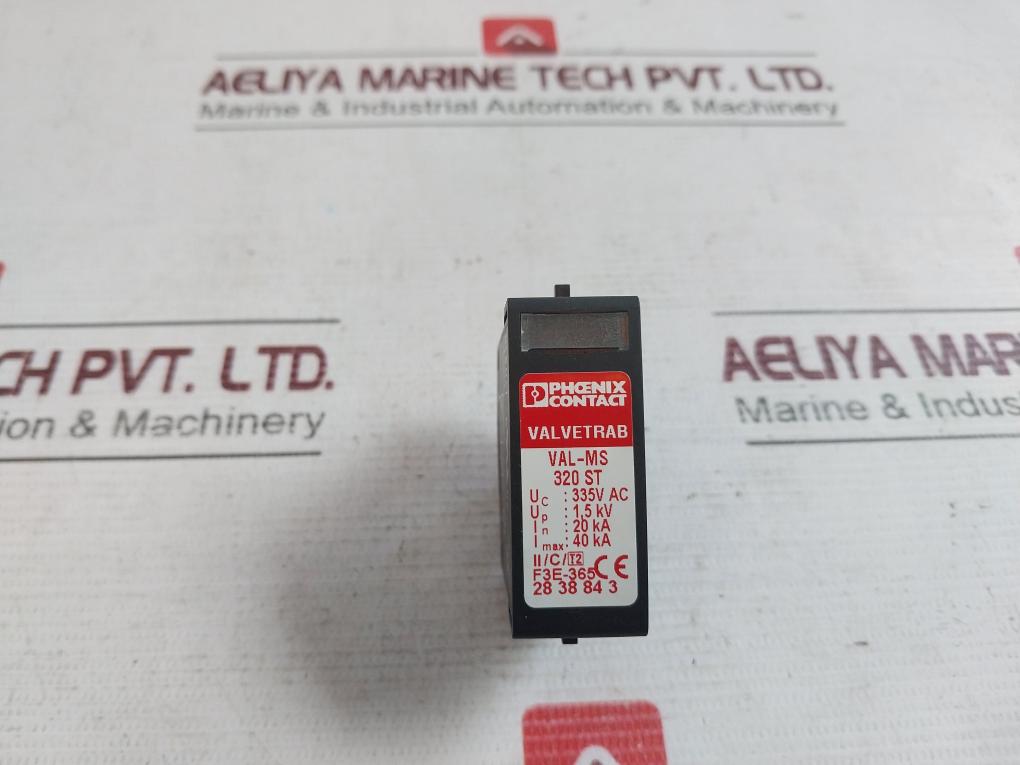 AELIYA MARINE TECH PVT. LTD.
Marine & Industrial Automation & Machinery
CH PVT. LTD.
ion & Machinery
AELIYA MARIN
Marine & Indus
PHŒNIX
CONTACT
VALVETRAB
VAL-MS
320 ST
UC : 335V AC
Up : 1,5 kV
In : 20 kA
Imax: 40 kA
II/C/T2
F3E-365 CE
28 38 84 3